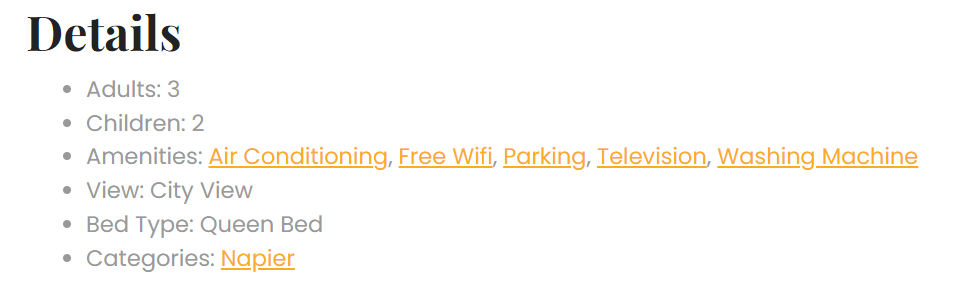 Details
Adults: 3
Children: 2
Amenities: Air Conditioning, Free Wifi, Parking, Television, Washing Machine
View: City View
Bed Type: Queen Bed
Categories: Napier